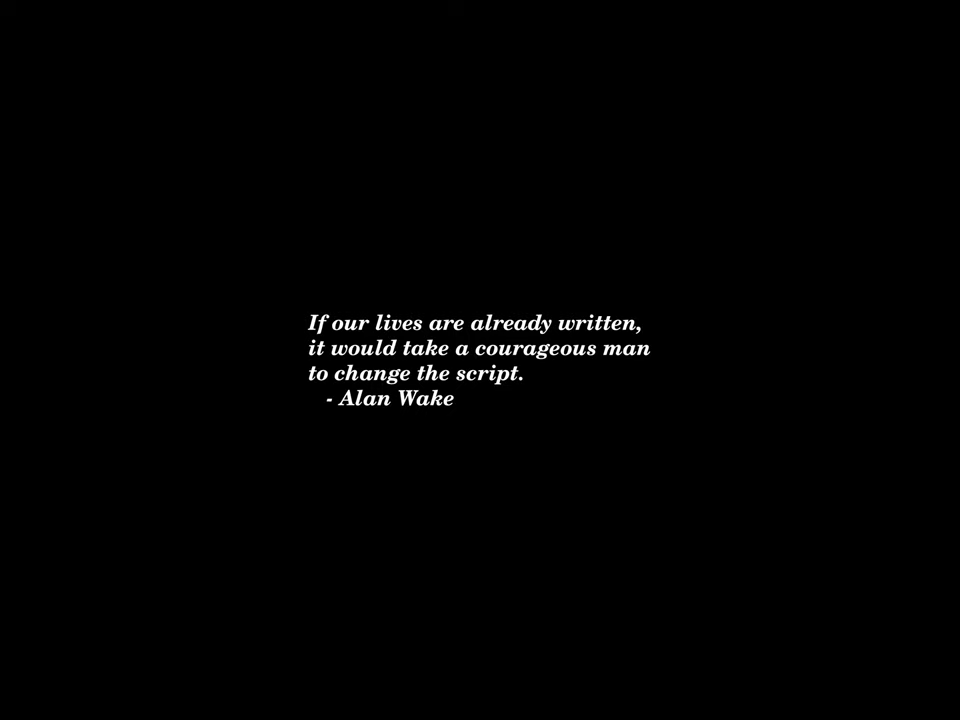 If our lives are already written,
it would take a courageous man
to change the script.
- Alan Wake